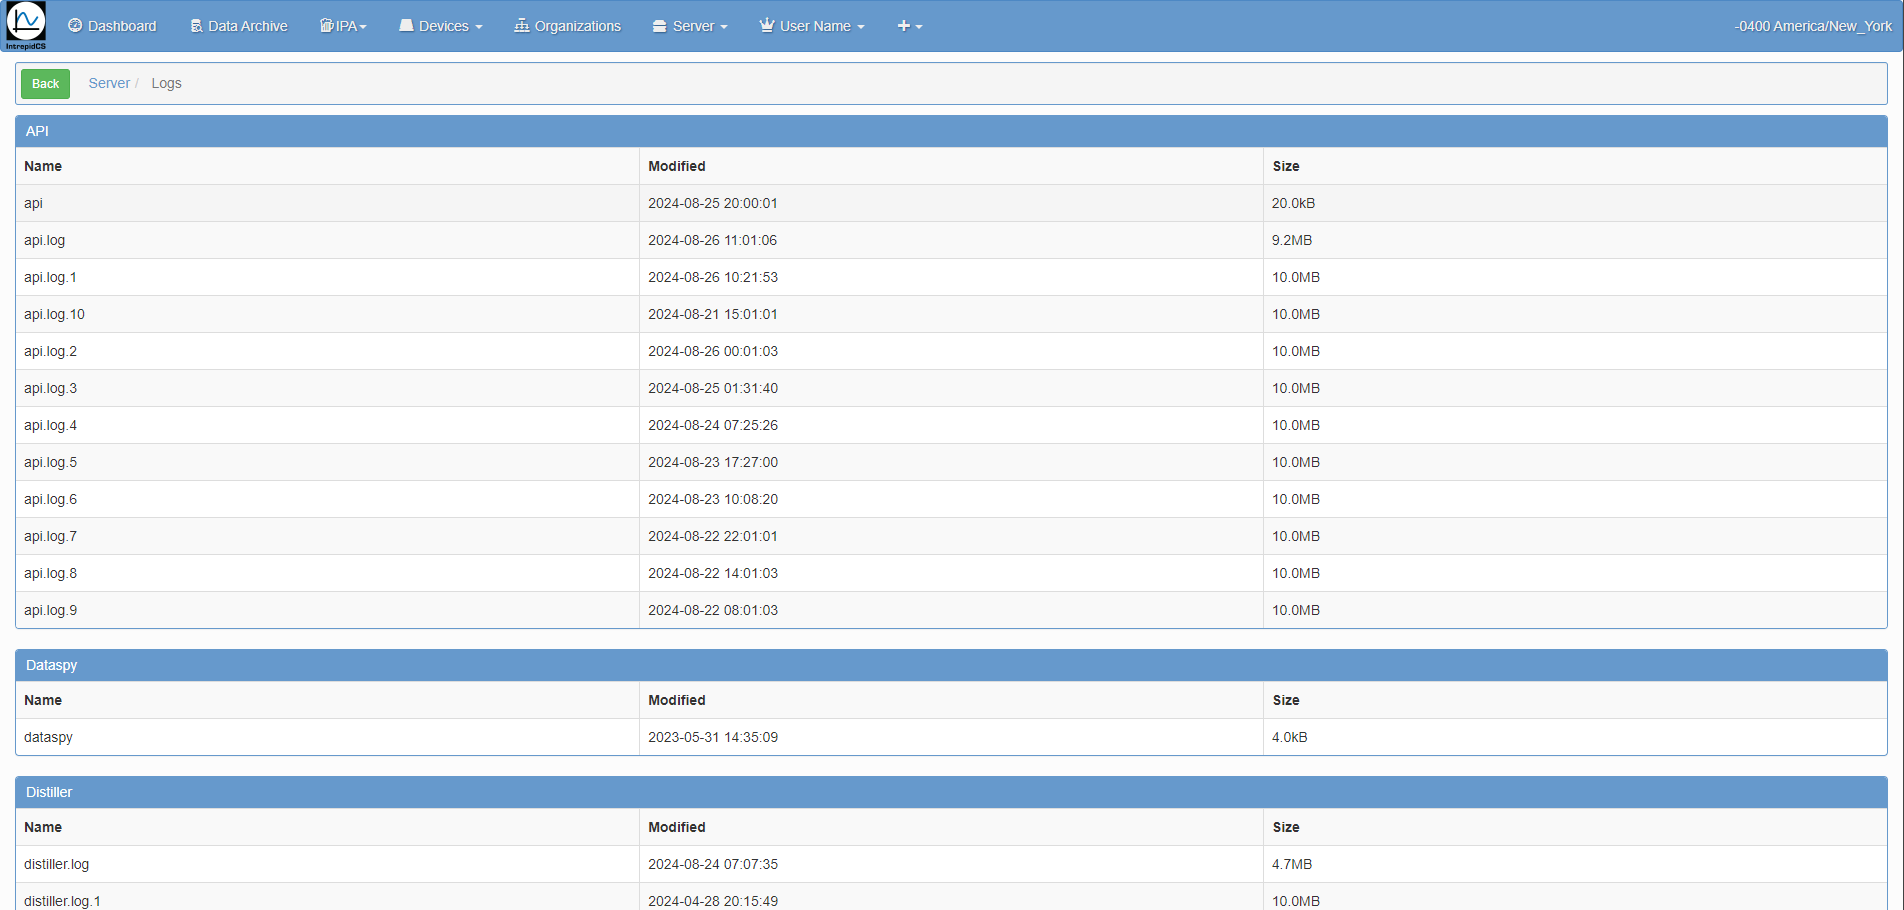 IntrepidCS
Dashboard Data Archive IPA Devices Organizations Server User Name -0400 America/New_York
Back Server / Logs
API
Name Modified Size
api 2024-08-25 20:00:01 20.0kB
api.log 2024-08-26 11:01:06 9.2MB
api.log.1 2024-08-26 10:21:53 10.0MB
api.log.10 2024-08-21 15:01:01 10.0MB
api.log.2 2024-08-26 00:01:03 10.0MB
api.log.3 2024-08-25 01:31:40 10.0MB
api.log.4 2024-08-24 07:25:26 10.0MB
api.log.5 2024-08-23 17:27:00 10.0MB
api.log.6 2024-08-23 10:08:20 10.0MB
api.log.7 2024-08-22 22:01:01 10.0MB
api.log.8 2024-08-22 14:01:03 10.0MB
api.log.9 2024-08-22 08:01:03 10.0MB
Dataspy
Name Modified Size
dataspy 2023-05-31 14:35:09 4.0kB
Distiller
Name Modified Size
distiller.log 2024-08-24 07:07:35 4.7MB
distiller.log.1 2024-04-28 20:15:49 10.0MB